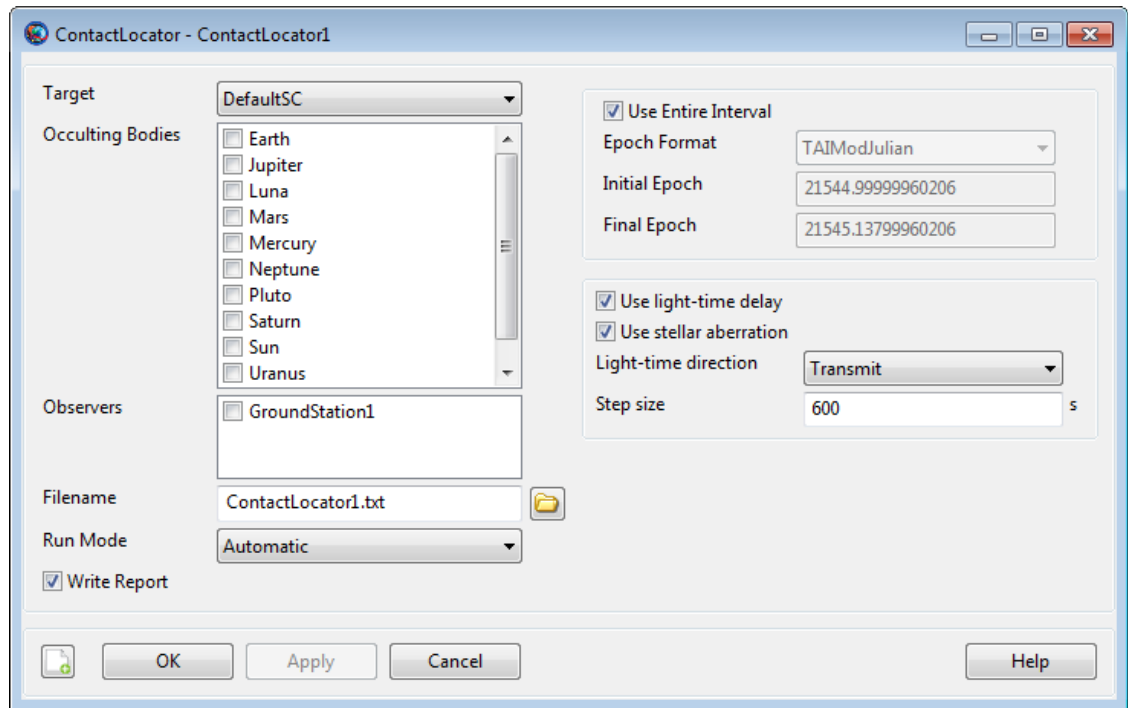 ContactLocator - ContactLocator1
Target
DefaultSC
Occulting Bodies
Earth
Jupiter
Luna
Mars
Mercury
Neptune
Pluto
Saturn
Sun
Uranus
Observers
GroundStation1
Filename
ContactLocator1.txt
Run Mode
Automatic
Write Report
Use Entire Interval
Epoch Format
TAIModJulian
Initial Epoch
21544.99999960206
Final Epoch
21545.13799960206
Use light-time delay
Use stellar aberration
Light-time direction
Transmit
Step size
600
s
OK
Apply
Cancel
Help